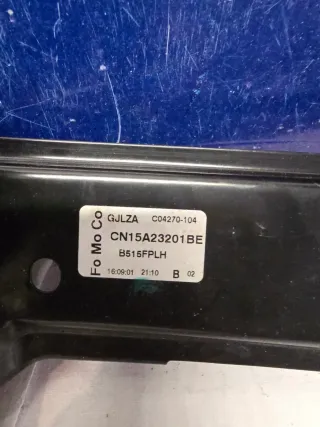 Fo Mo Co
GJLZA C04270-104
CN15A23201BE
B515FPLH
16:09:01 21:10 B 02